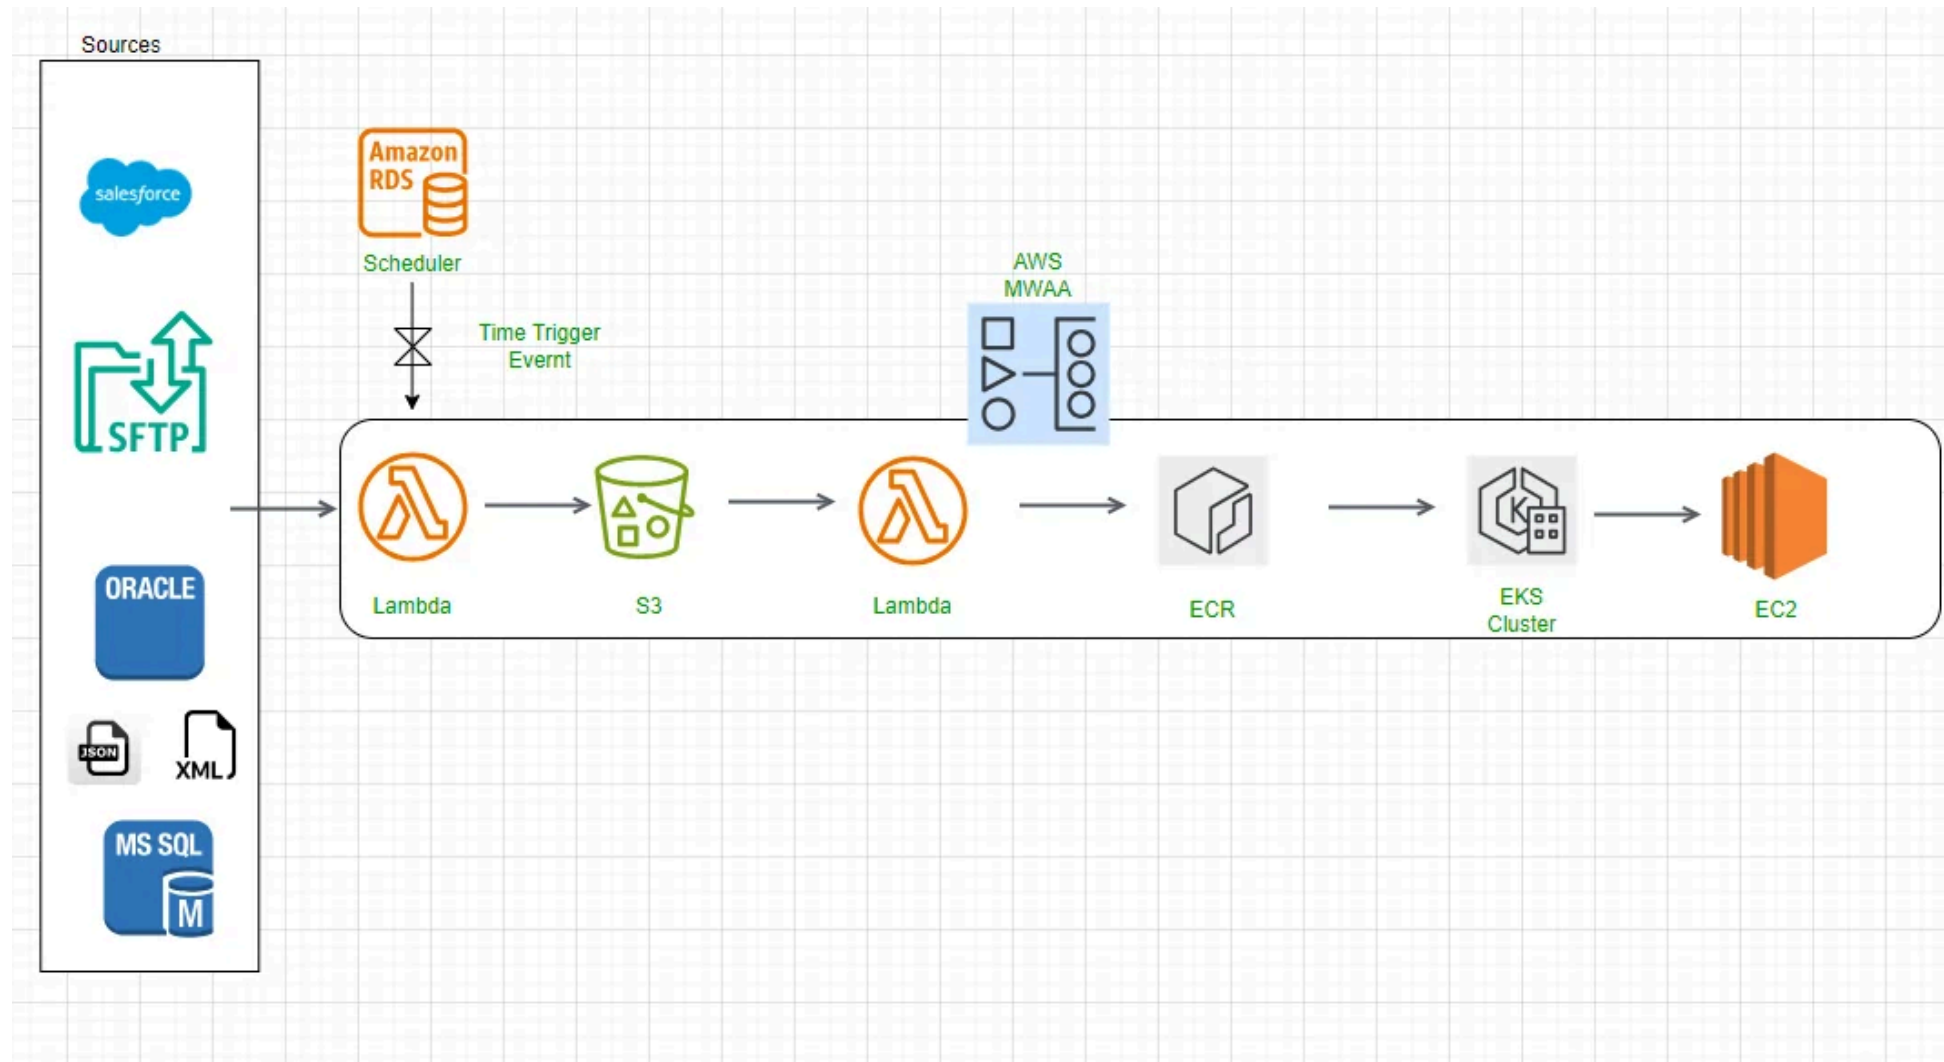 Sources
salesforce
SFTP
ORACLE
JSON
XML
MS SQL
M
Amazon
RDS
Scheduler
Time Trigger
Evernt
AWS
MWAA
K
Lambda
S3
Lambda
ECR
EKS
Cluster
EC2